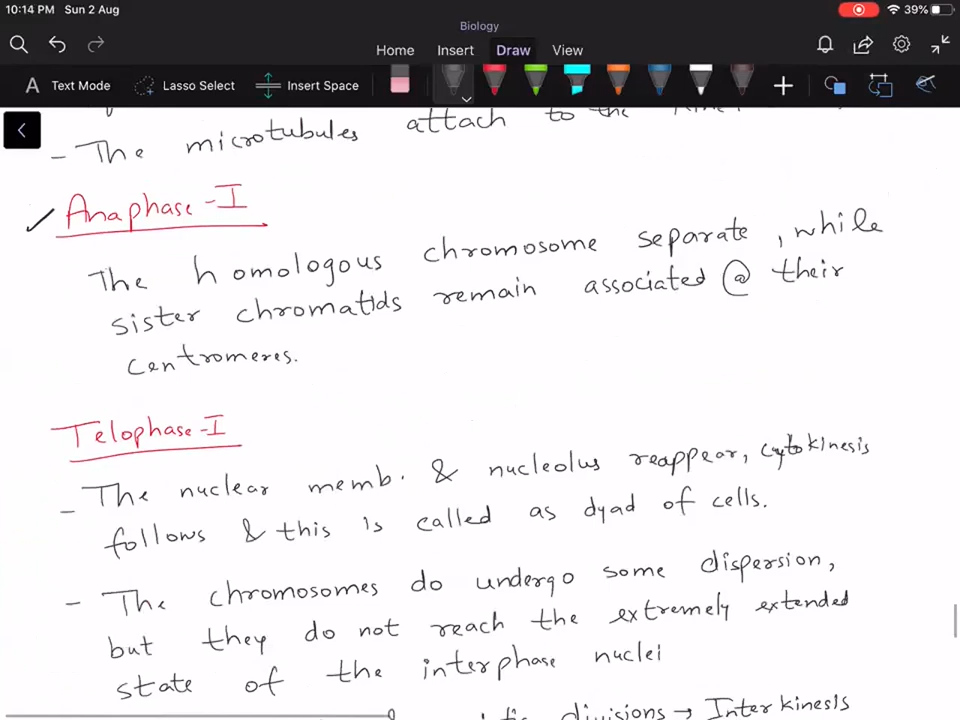 10:14 PM Sun 2 Aug
39%
Biology
Home Insert Draw View
Text Mode Lasso Select Insert Space
- The microtubules attach to the
Anaphase-I
The homologous chromosome separate, while
sister chromatids remain associated @ their
centromeres.
Telophase-I
- The nuclear memb. & nucleolus reappear, cytokinesis
follows & this is called as dyad of cells.
- The chromosomes do undergo some dispersion,
but they do not reach the extremely extended
state of the interphase nuclei
divisions → Interkinesis